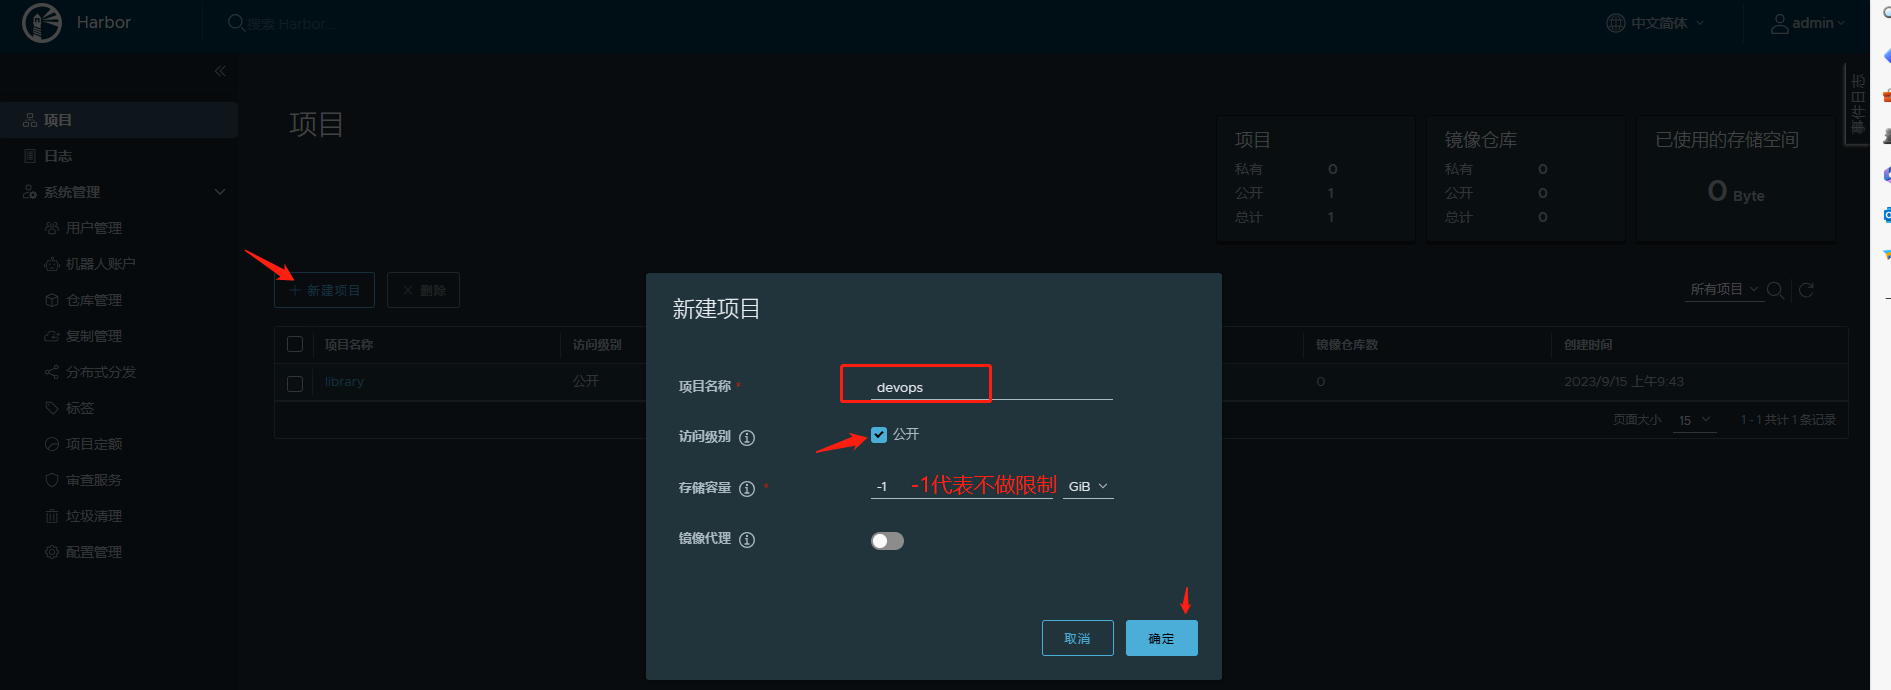 Harbor
搜索 Harbor...
中文简体
admin
事件日志
项目
日志
系统管理
用户管理
机器人账户
仓库管理
复制管理
分布式分发
标签
项目定额
审查服务
垃圾清理
配置管理
项目
项目
私有 0
公开 1
总计 1
镜像仓库
私有 0
公开 0
总计 0
已使用的存储空间
0 Byte
+ 新建项目
× 删除
所有项目
项目名称 访问级别 镜像仓库数 创建时间
library 公开 0 2023/9/15 上午9:43
页面大小 15 1 - 1 共计 1 条记录
新建项目
项目名称 * devops
访问级别 公开
存储容量 * -1 -1代表不做限制 GiB
镜像代理
取消 确定